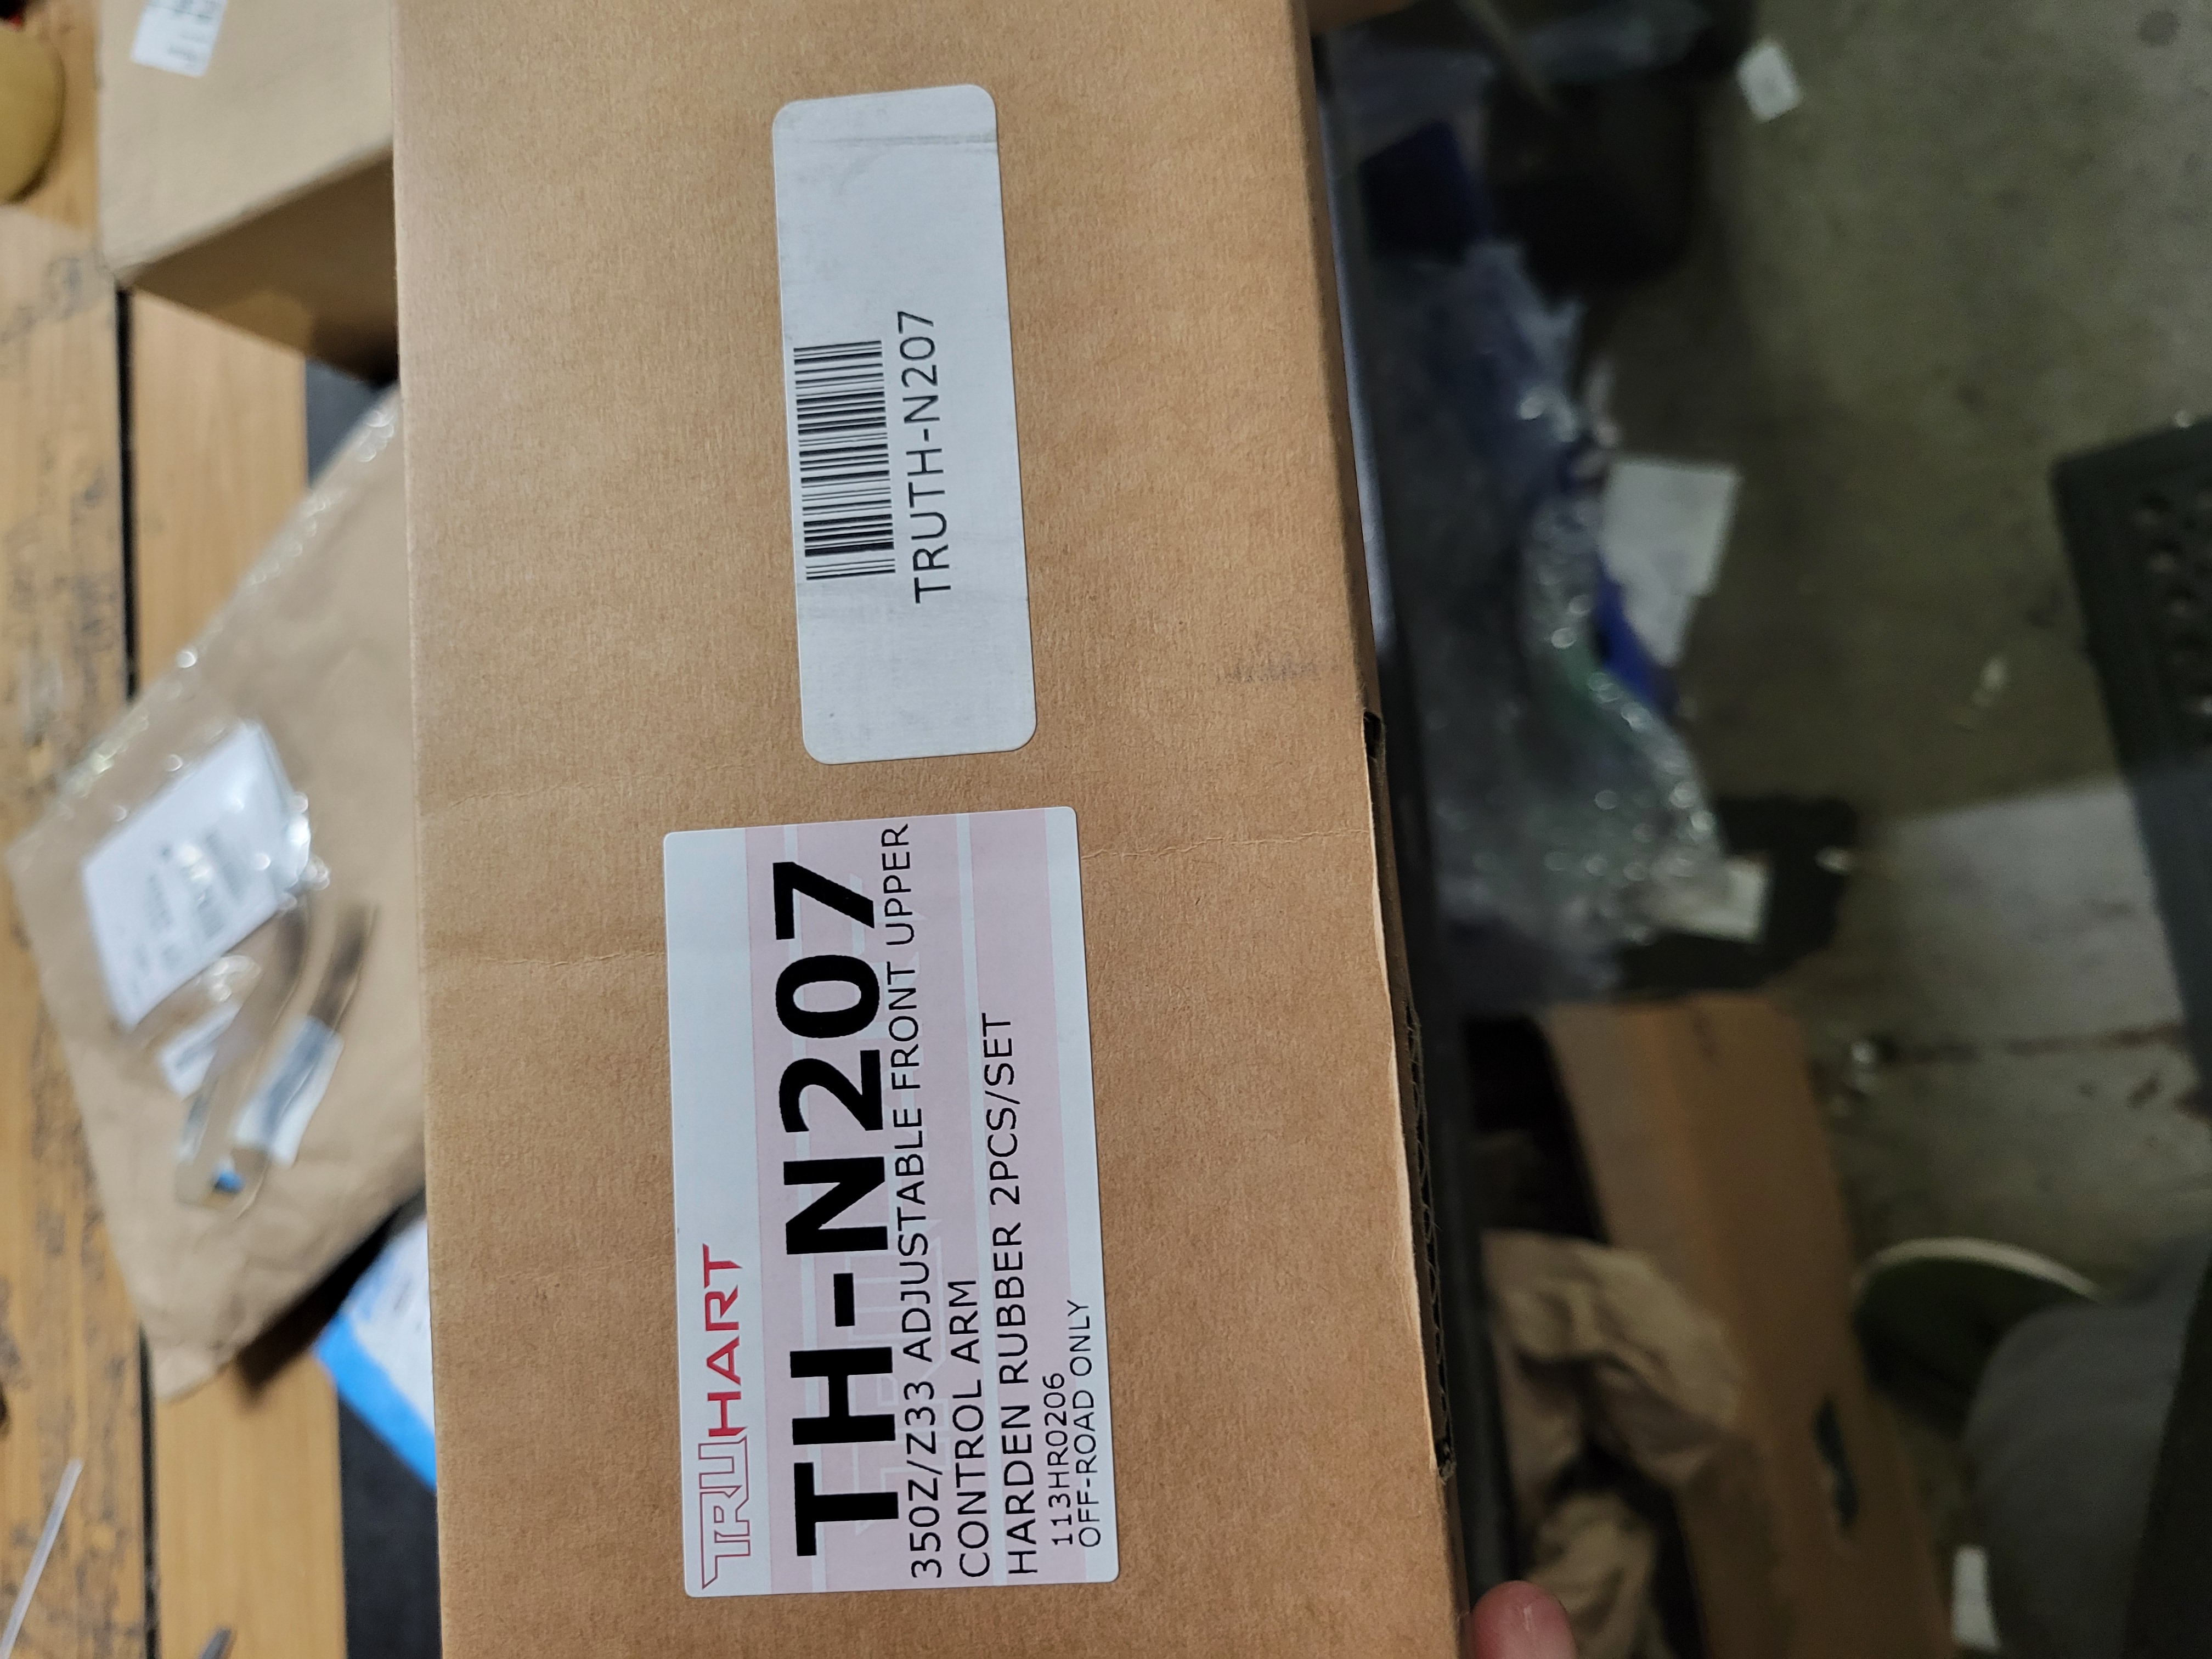 TRUHART
TH-N207
350Z/Z33 ADJUSTABLE FRONT UPPER
CONTROL ARM
HARDEN RUBBER 2PCS/SET
113HR0206
OFF-ROAD ONLY
TRUTH-N207